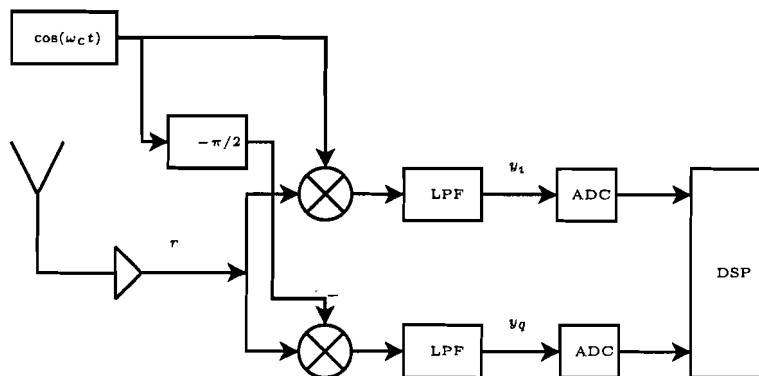 cos(ω_c t)
−π/2
LPF
y_i
ADC
r
−
DSP
LPF
y_q
ADC